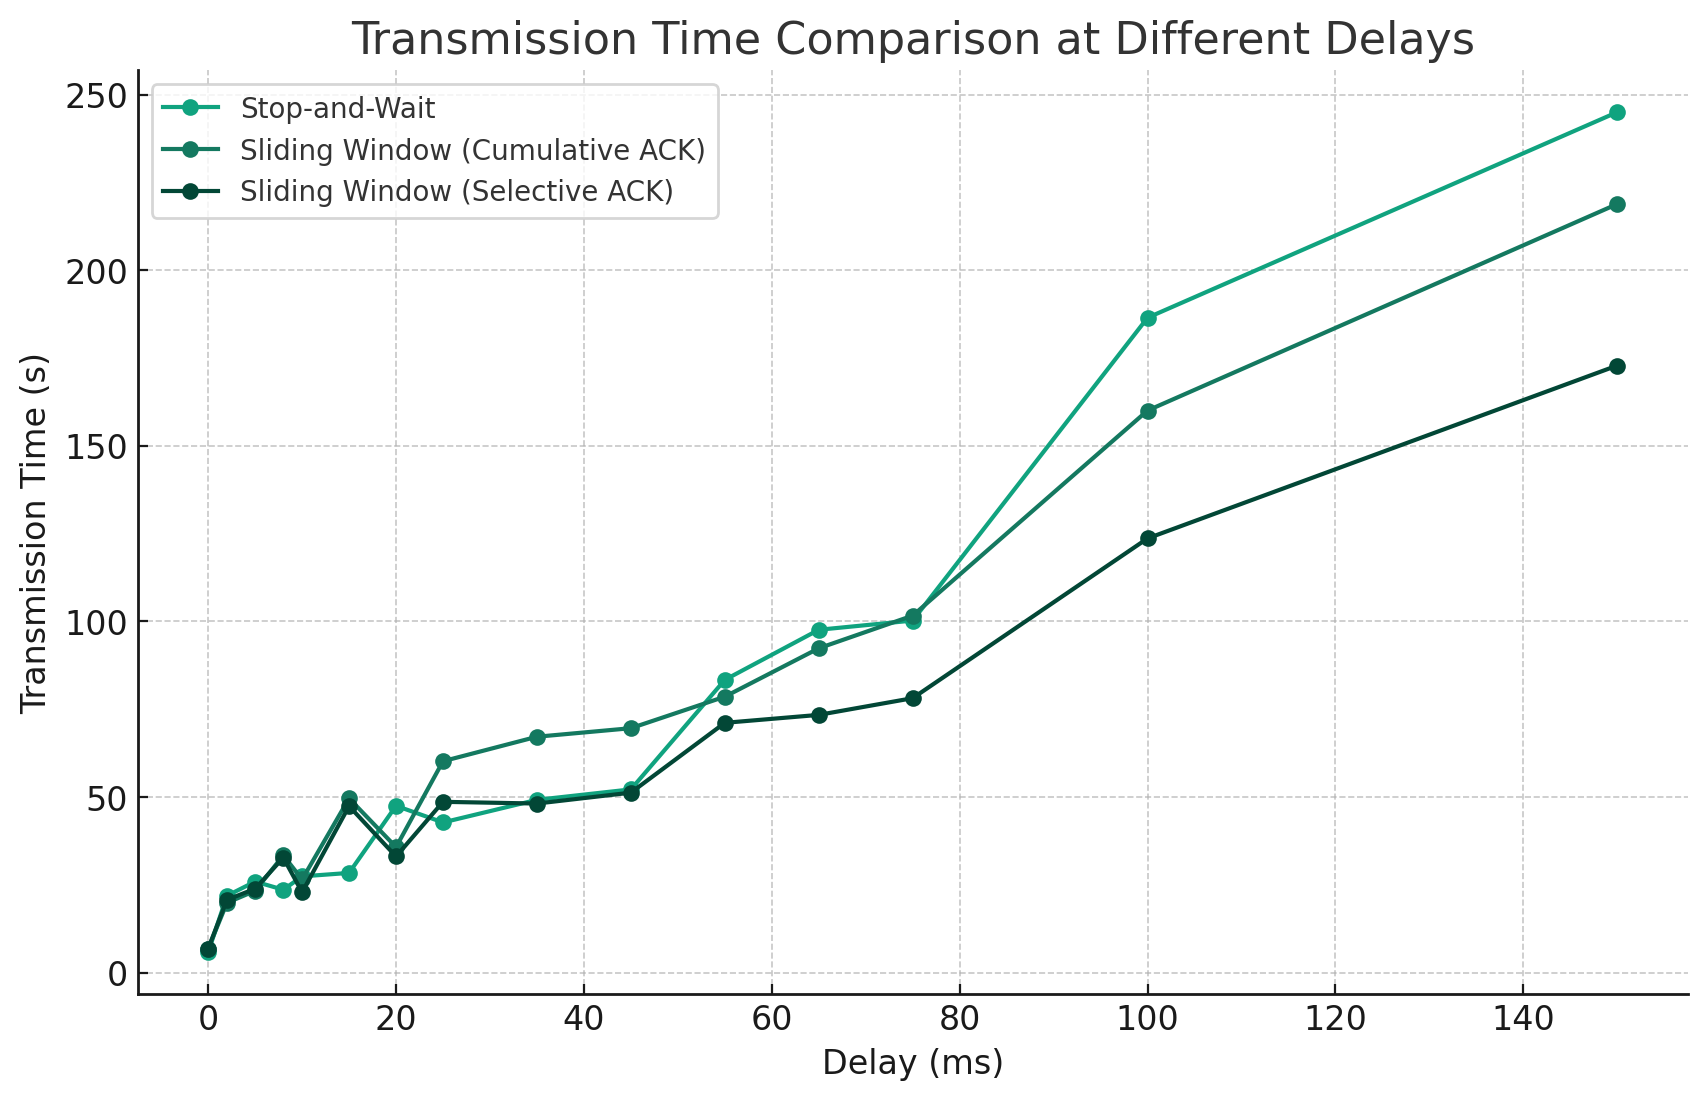 Transmission Time Comparison at Different Delays
Stop-and-Wait
Sliding Window (Cumulative ACK)
Sliding Window (Selective ACK)
Transmission Time (s)
250
200
150
100
50
0
0 20 40 60 80 100 120 140
Delay (ms)